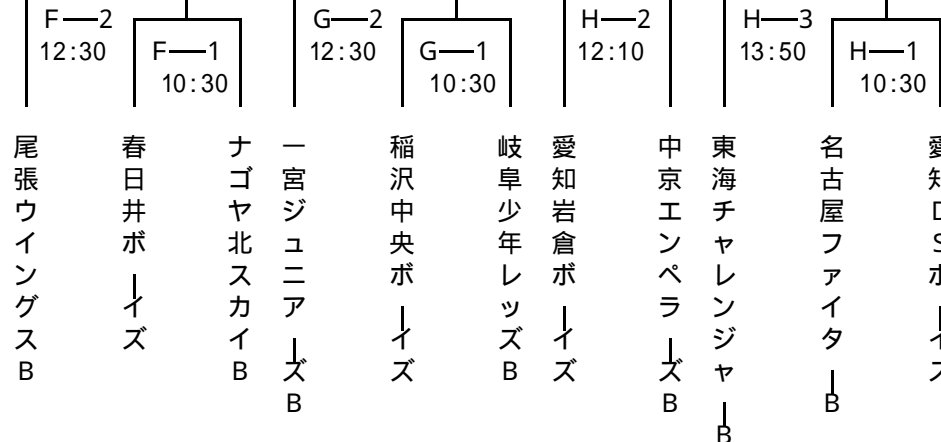 F—2
12:30
F—1
10:30
G—2
12:30
G—1
10:30
H—2
12:10
H—3
13:50
H—1
10:30
尾張ウイングスB
春日井ボーイズ
ナゴヤ北スカイB
一宮ジュニアーズB
稲沢中央ボーイズ
岐阜少年レッズB
愛知岩倉ボーイズ
中京エンペラーズB
東海チャレンジャーB
名古屋ファイターB